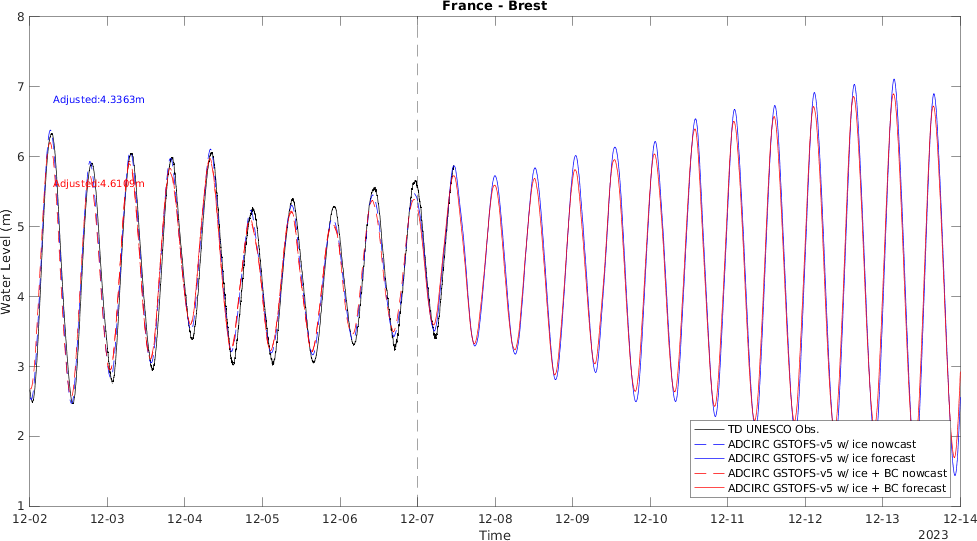 France - Brest
8
7
6
5
4
3
2
1
Water Level (m)
Adjusted:4.3363m
Adjusted:4.6109m
TD UNESCO Obs.
ADCIRC GSTOFS-v5 w/ ice nowcast
ADCIRC GSTOFS-v5 w/ ice forecast
ADCIRC GSTOFS-v5 w/ ice + BC nowcast
ADCIRC GSTOFS-v5 w/ ice + BC forecast
12-02 12-03 12-04 12-05 12-06 12-07 12-08 12-09 12-10 12-11 12-12 12-13 12-14
Time
2023